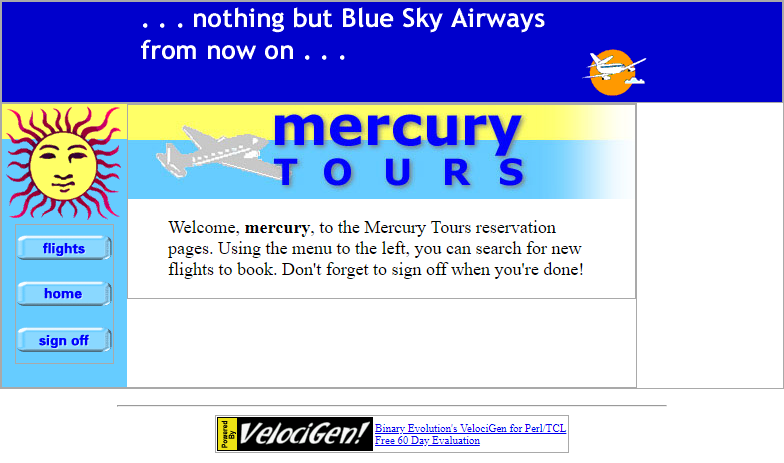 . . . nothing but Blue Sky Airways
from now on . . .
mercury
TOURS
flights
home
sign off
Welcome, mercury, to the Mercury Tours reservation
pages. Using the menu to the left, you can search for new
flights to book. Don't forget to sign off when you're done!
Powered
By
VelociGen!
Binary Evolution's VelociGen for Perl/TCL
Free 60 Day Evaluation